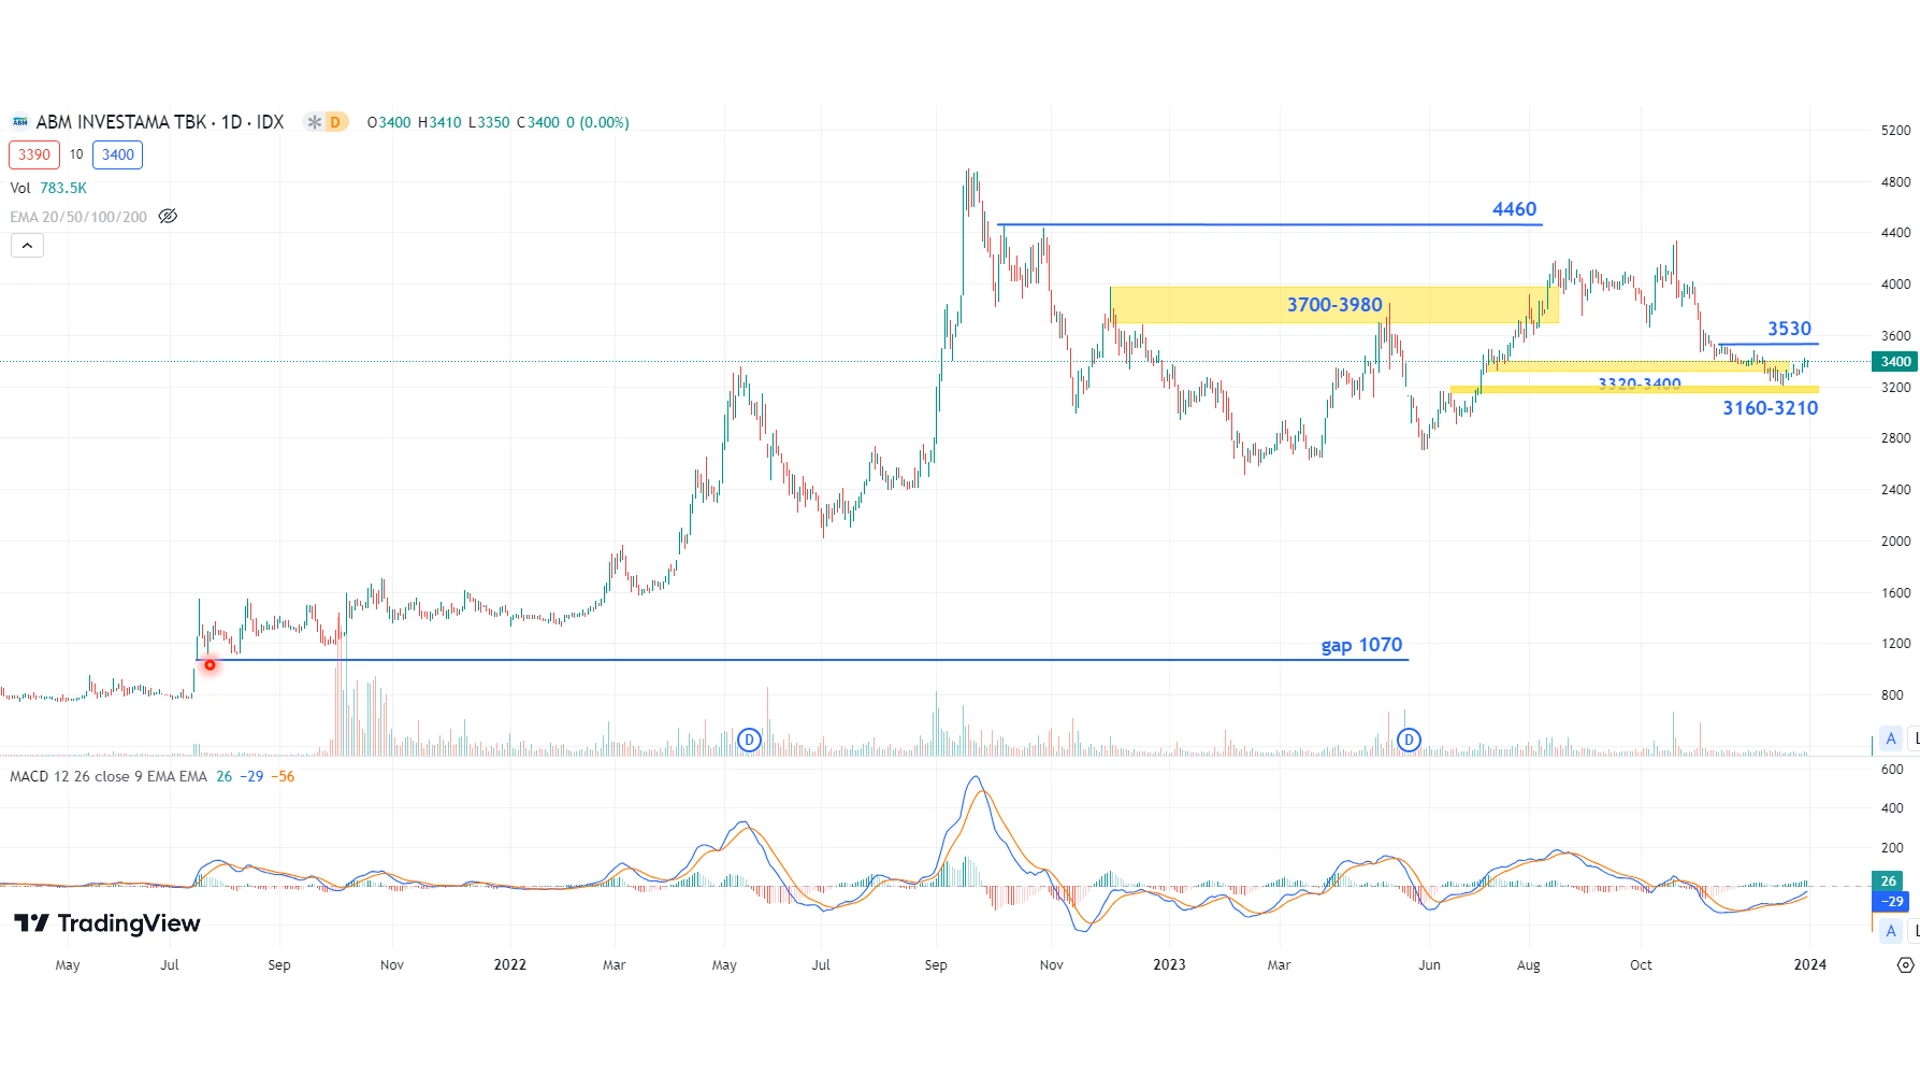 ABM INVESTAMA TBK · 1D · IDX D O3400 H3410 L3350 C3400 0 (0.00%)
3390 10 3400
Vol 783.5K
EMA 20/50/100/200
5200
4800
4400
4000
3600
3400
3200
2800
2400
2000
1600
1200
800
4460
3700-3980
3530
3320-3400
3160-3210
gap 1070
D D
A L
MACD 12 26 close 9 EMA EMA 26 −29 −56
600
400
200
26
−29
A L
TradingView
May Jul Sep Nov 2022 Mar May Jul Sep Nov 2023 Mar Jun Aug Oct 2024